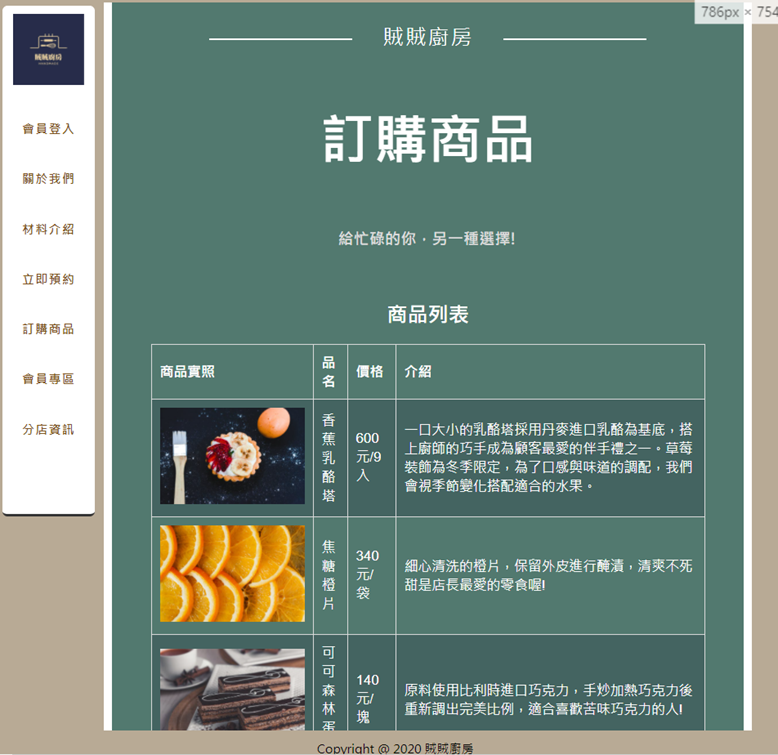 786px × 754
賊賊廚房
賊賊廚房
會員登入
關於我們
材料介紹
立即預約
訂購商品
會員專區
分店資訊
訂購商品
給忙碌的你，另一種選擇!
商品列表
商品實照
品
名
價格
介紹
香
蕉
乳
酪
塔
600
元/9
入
一口大小的乳酪塔採用丹麥進口乳酪為基底，搭
上廚師的巧手成為顧客最愛的伴手禮之一。草莓
裝飾為冬季限定，為了口感與味道的調配，我們
會視季節變化搭配適合的水果。
焦
糖
橙
片
340
元/
袋
細心清洗的橙片，保留外皮進行醃漬，清爽不死
甜是店長最愛的零食喔!
可
可
森
林
蛋
140
元/
塊
原料使用比利時進口巧克力，手炒加熱巧克力後
重新調出完美比例，適合喜歡苦味巧克力的人!
Copyright @ 2020 賊賊廚房